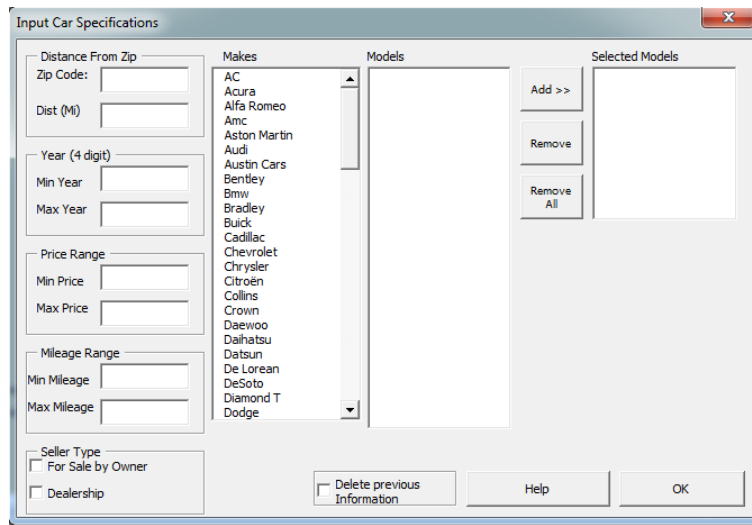 Input Car Specifications
Distance From Zip
Zip Code:
Dist (Mi)
Year (4 digit)
Min Year
Max Year
Price Range
Min Price
Max Price
Mileage Range
Min Mileage
Max Mileage
Seller Type
For Sale by Owner
Dealership
Makes
AC
Acura
Alfa Romeo
Amc
Aston Martin
Audi
Austin Cars
Bentley
Bmw
Bradley
Buick
Cadillac
Chevrolet
Chrysler
Citroën
Collins
Crown
Daewoo
Daihatsu
Datsun
De Lorean
DeSoto
Diamond T
Dodge
Models
Add >>
Remove
Remove
All
Selected Models
Delete previous
Information
Help
OK